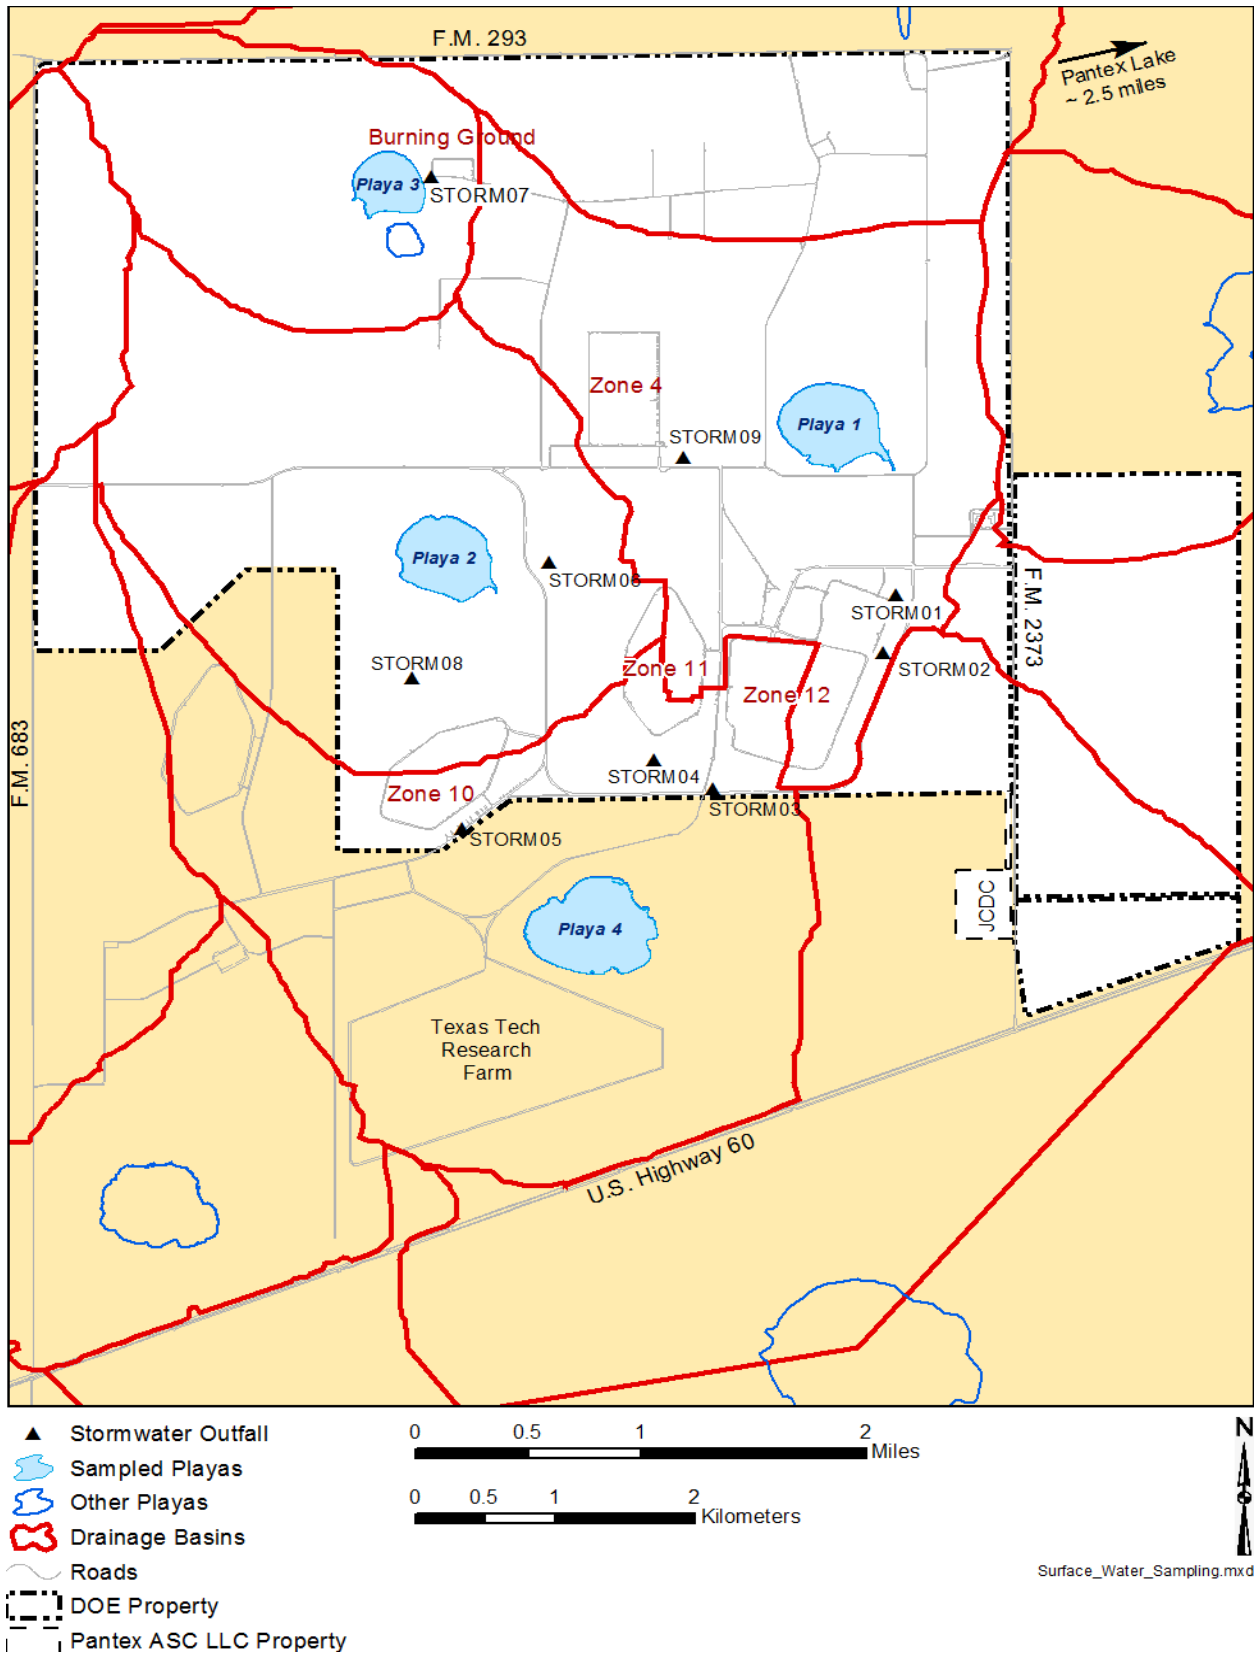 F.M. 293
Pantex Lake
~ 2.5 miles
Burning Ground
Playa 3
STORM07
Zone 4
Playa 1
STORM09
Playa 2
STORM06
STORM01
F.M. 2373
STORM08
Zone 11
STORM02
Zone 12
F.M. 683
STORM04
Zone 10
STORM03
STORM05
JCDC
Playa 4
Texas Tech
Research
Farm
U.S. Highway 60
Stormwater Outfall
Sampled Playas
Other Playas
Drainage Basins
Roads
DOE Property
Pantex ASC LLC Property
0 0.5 1 2
Miles
0 0.5 1 2
Kilometers
N
Surface_Water_Sampling.mxd